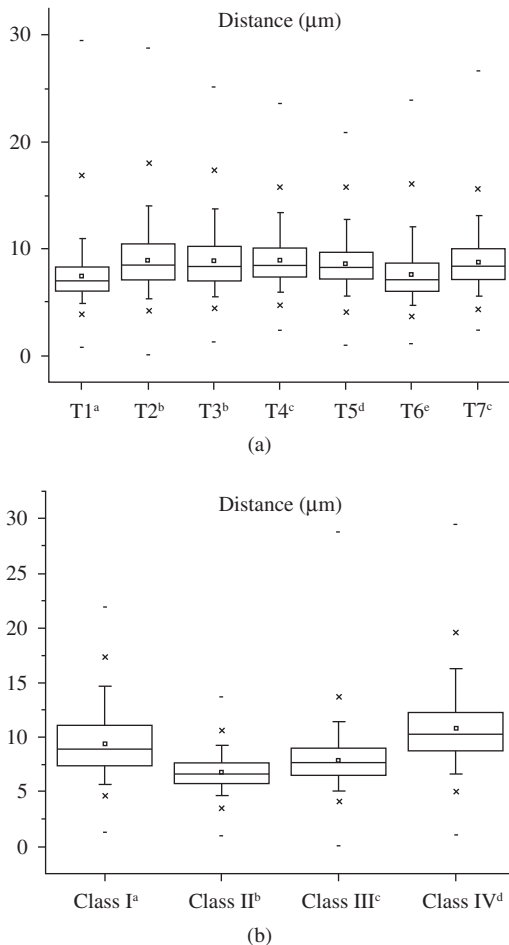 Distance (µm)
30
20
10
0
T1ᵃ T2ᵇ T3ᵇ T4ᶜ T5ᵈ T6ᵉ T7ᶜ
(a)
Distance (µm)
30
25
20
15
10
5
0
Class Iᵃ Class IIᵇ Class IIIᶜ Class IVᵈ
(b)